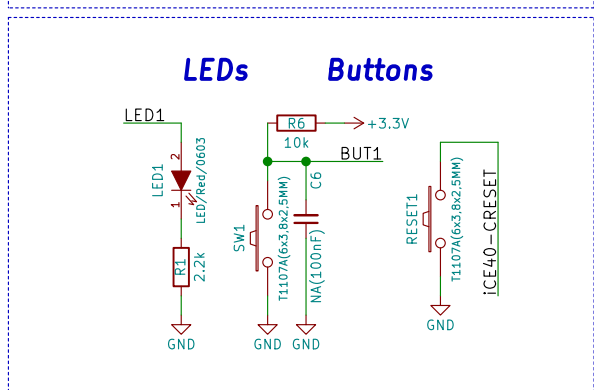 LEDs
Buttons
LED1
R6
10k
+3.3V
BUT1
2
LED1
1
LED/Red/0603
R1
2.2k
GND
SW1
T1107A(6x3,8x2,5MM)
C6
NA(100nF)
GND
GND
RESET1
T1107A(6x3,8x2,5MM)
iCE40-CRESET
GND